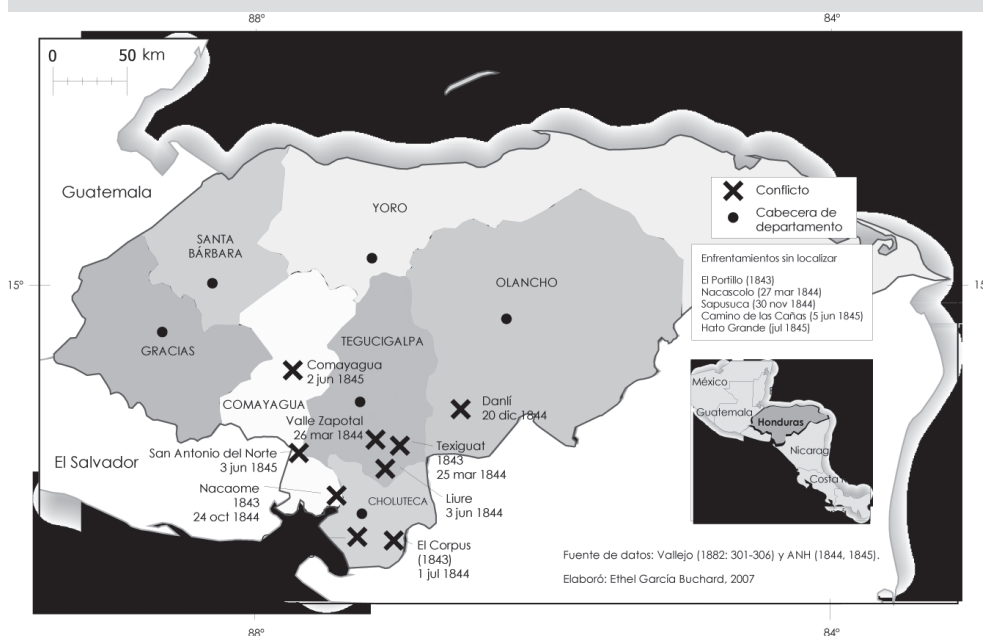 88º
84º
0 50 km
Guatemala
Conflicto
Cabecera de
departamento
YORO
SANTA
BÁRBARA
Enfrentamientos sin localizar
El Portillo (1843)
Nacascolo (27 mar 1844)
Sapusuca (30 nov 1844)
Camino de las Cañas (5 jun 1845)
Hato Grande (jul 1845)
OLANCHO
15º
15
TEGUCIGALPA
GRACIAS
Comayagua
2 jun 1845
COMAYAGUA
Danlí
20 dic 1844
Valle Zapotal
26 mar 1844
Texiguat
1843
25 mar 1844
San Antonio del Norte
3 jun 1845
El Salvador
Nacaome
1843
24 oct 1844
CHOLUTECA
Liure
3 jun 1844
El Corpus
(1843)
1 jul 1844
México
Guatemala
Honduras
Nicarag
Costa
Fuente de datos: Vallejo (1882: 301-306) y ANH (1844, 1845).
Elaboró: Ethel García Buchard, 2007
88º
84º